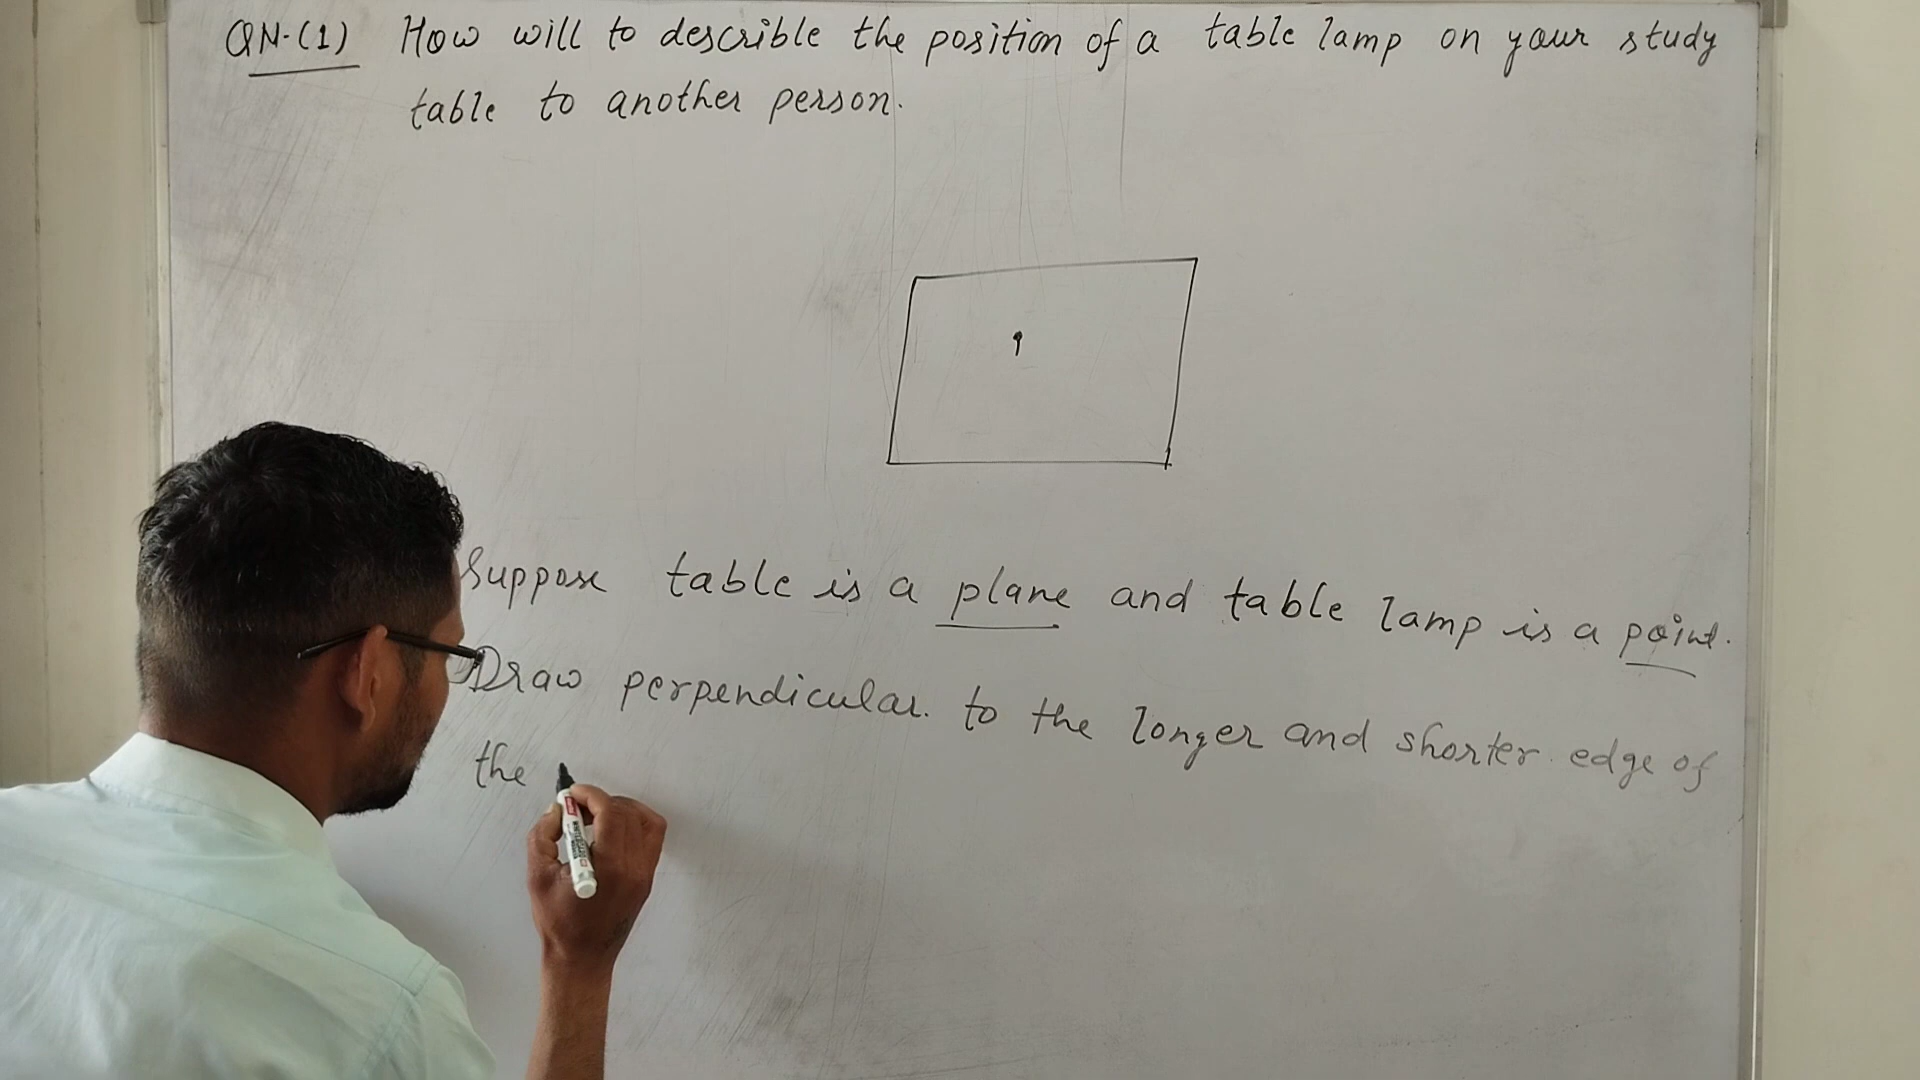 QN.(1) How will to describle the position of a table lamp on your study
table to another person.
Suppose table is a plane and table lamp is a point.
Draw perpendicular. to the longer and shorter edge of
the